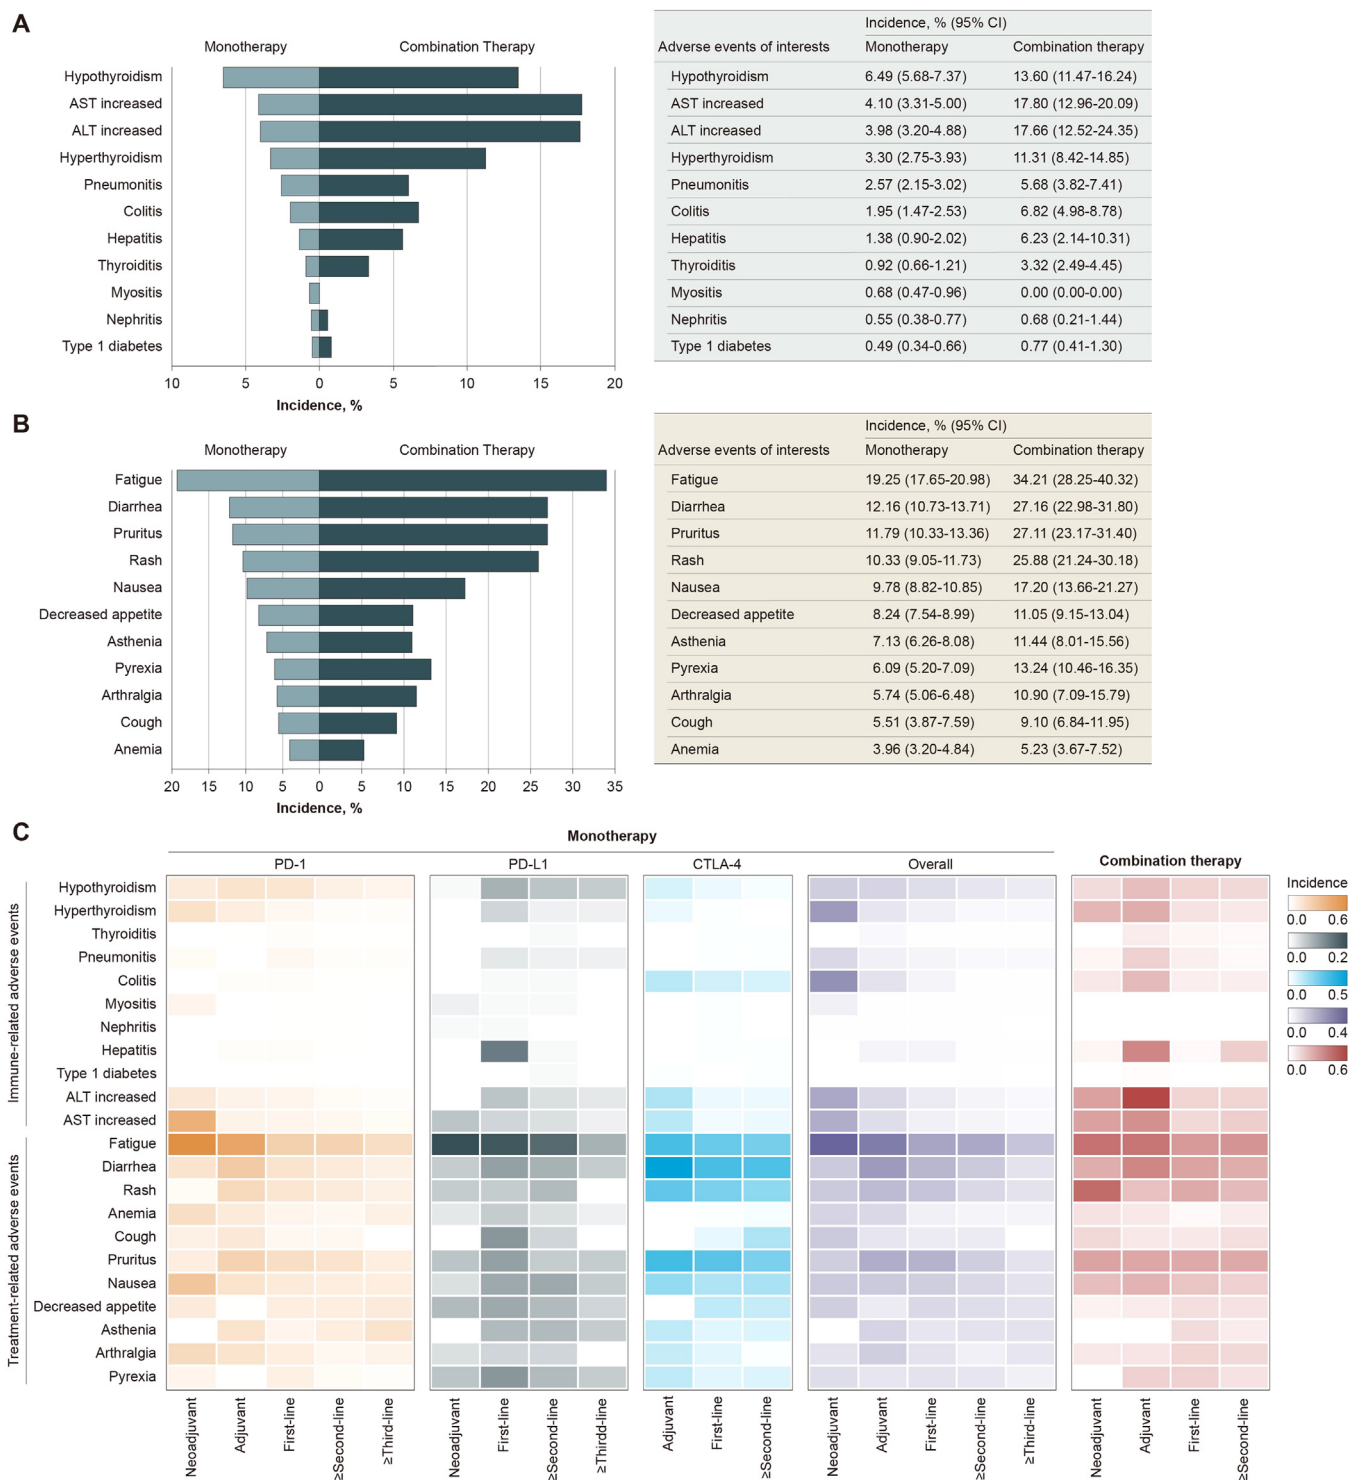 A
Monotherapy Combination Therapy
Hypothyroidism
AST increased
ALT increased
Hyperthyroidism
Pneumonitis
Colitis
Hepatitis
Thyroiditis
Myositis
Nephritis
Type 1 diabetes
10 5 0 5 10 15 20
Incidence, %
Incidence, % (95% CI)
Adverse events of interests Monotherapy Combination therapy
Hypothyroidism 6.49 (5.68-7.37) 13.60 (11.47-16.24)
AST increased 4.10 (3.31-5.00) 17.80 (12.96-20.09)
ALT increased 3.98 (3.20-4.88) 17.66 (12.52-24.35)
Hyperthyroidism 3.30 (2.75-3.93) 11.31 (8.42-14.85)
Pneumonitis 2.57 (2.15-3.02) 5.68 (3.82-7.41)
Colitis 1.95 (1.47-2.53) 6.82 (4.98-8.78)
Hepatitis 1.38 (0.90-2.02) 6.23 (2.14-10.31)
Thyroiditis 0.92 (0.66-1.21) 3.32 (2.49-4.45)
Myositis 0.68 (0.47-0.96) 0.00 (0.00-0.00)
Nephritis 0.55 (0.38-0.77) 0.68 (0.21-1.44)
Type 1 diabetes 0.49 (0.34-0.66) 0.77 (0.41-1.30)
B
Monotherapy Combination Therapy
Fatigue
Diarrhea
Pruritus
Rash
Nausea
Decreased appetite
Asthenia
Pyrexia
Arthralgia
Cough
Anemia
20 15 10 5 0 5 10 15 20 25 30 35
Incidence, %
Incidence, % (95% CI)
Adverse events of interests Monotherapy Combination therapy
Fatigue 19.25 (17.65-20.98) 34.21 (28.25-40.32)
Diarrhea 12.16 (10.73-13.71) 27.16 (22.98-31.80)
Pruritus 11.79 (10.33-13.36) 27.11 (23.17-31.40)
Rash 10.33 (9.05-11.73) 25.88 (21.24-30.18)
Nausea 9.78 (8.82-10.85) 17.20 (13.66-21.27)
Decreased appetite 8.24 (7.54-8.99) 11.05 (9.15-13.04)
Asthenia 7.13 (6.26-8.08) 11.44 (8.01-15.56)
Pyrexia 6.09 (5.20-7.09) 13.24 (10.46-16.35)
Arthralgia 5.74 (5.06-6.48) 10.90 (7.09-15.79)
Cough 5.51 (3.87-7.59) 9.10 (6.84-11.95)
Anemia 3.96 (3.20-4.84) 5.23 (3.67-7.52)
C
Monotherapy
PD-1 PD-L1 CTLA-4 Overall Combination therapy
Immune-related adverse events
Hypothyroidism
Hyperthyroidism
Thyroiditis
Pneumonitis
Colitis
Myositis
Nephritis
Hepatitis
Type 1 diabetes
ALT increased
AST increased
Treatment-related adverse events
Fatigue
Diarrhea
Rash
Anemia
Cough
Pruritus
Nausea
Decreased appetite
Asthenia
Arthralgia
Pyrexia
Neoadjuvant
Adjuvant
First-line
≥Second-line
≥Third-line
Neoadjuvant
First-line
≥Second-line
≥Thirdd-line
Adjuvant
First-line
≥Second-line
Neoadjuvant
Adjuvant
First-line
≥Second-line
≥Third-line
Neoadjuvant
Adjuvant
First-line
≥Second-line
Incidence
0.0 0.6
0.0 0.2
0.0 0.5
0.0 0.4
0.0 0.6